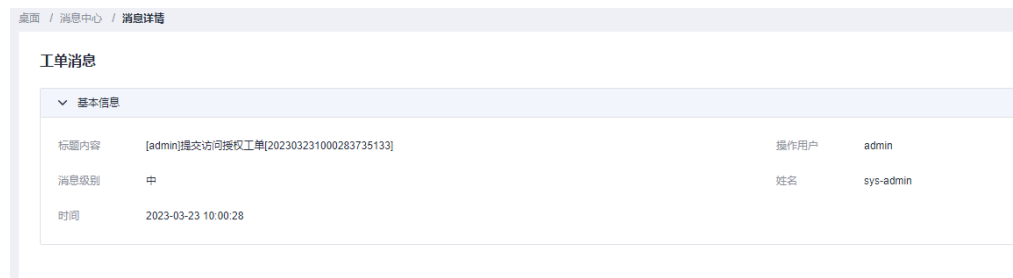 桌面 / 消息中心 / 消息详情
工单消息
基本信息
标题内容 [admin]提交访问授权工单[202303231000283735133] 操作用户 admin
消息级别 中 姓名 sys-admin
时间 2023-03-23 10:00:28